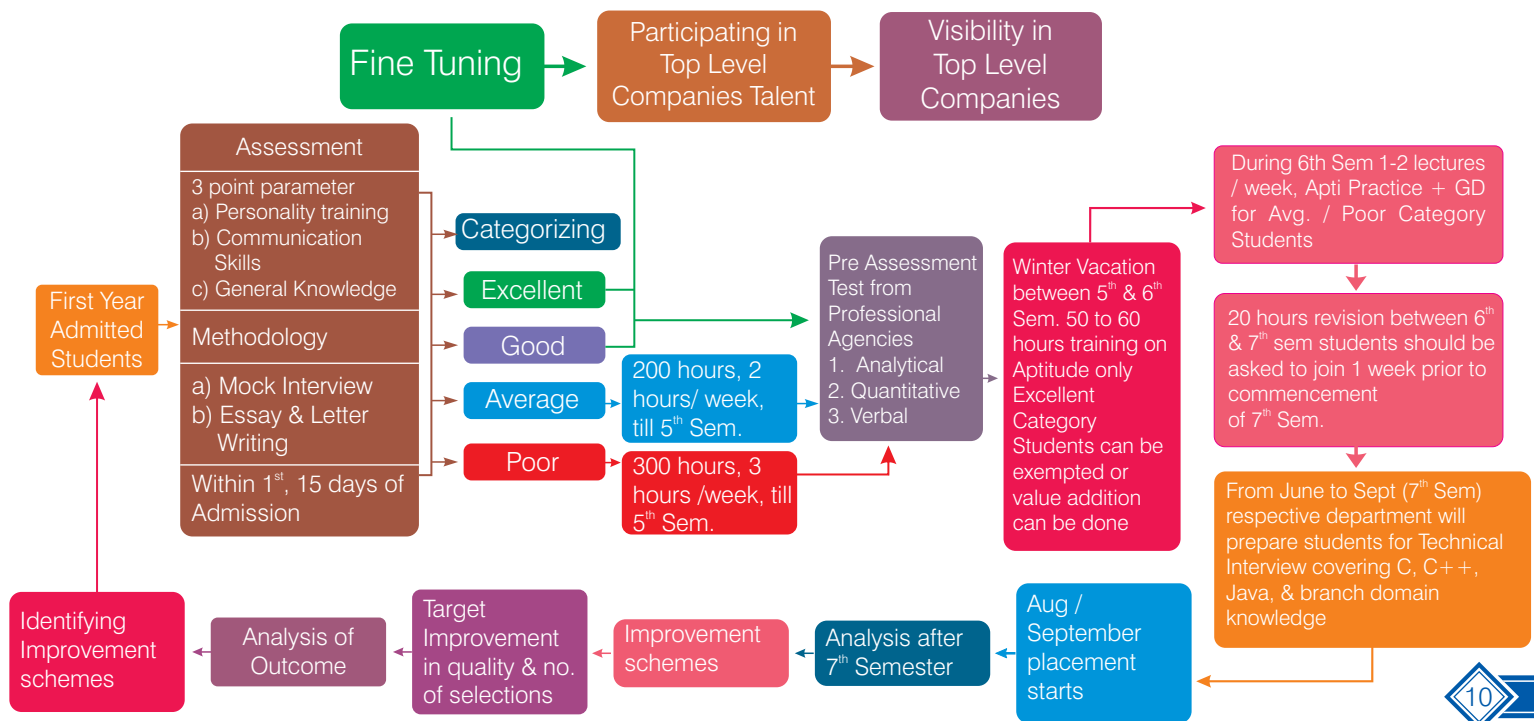 Fine Tuning
Participating in
Top Level
Companies Talent
Visibility in
Top Level
Companies
Assessment
3 point parameter
a) Personality training
b) Communication
Skills
c) General Knowledge
Methodology
a) Mock Interview
b) Essay & Letter
Writing
Within 1st, 15 days of
Admission
First Year
Admitted
Students
Categorizing
Excellent
Good
Average
Poor
200 hours, 2
hours/ week,
till 5th Sem.
300 hours, 3
hours /week, till
5th Sem.
Pre Assessment
Test from
Professional
Agencies
1. Analytical
2. Quantitative
3. Verbal
Winter Vacation
between 5th & 6th
Sem. 50 to 60
hours training on
Aptitude only
Excellent
Category
Students can be
exempted or
value addition
can be done
During 6th Sem 1-2 lectures
/ week, Apti Practice + GD
for Avg. / Poor Category
Students
20 hours revision between 6th
& 7th sem students should be
asked to join 1 week prior to
commencement
of 7th Sem.
From June to Sept (7th Sem)
respective department will
prepare students for Technical
Interview covering C, C++,
Java, & branch domain
knowledge
Aug /
September
placement
starts
Analysis after
7th Semester
Improvement
schemes
Target
Improvement
in quality & no.
of selections
Analysis of
Outcome
Identifying
Improvement
schemes
10